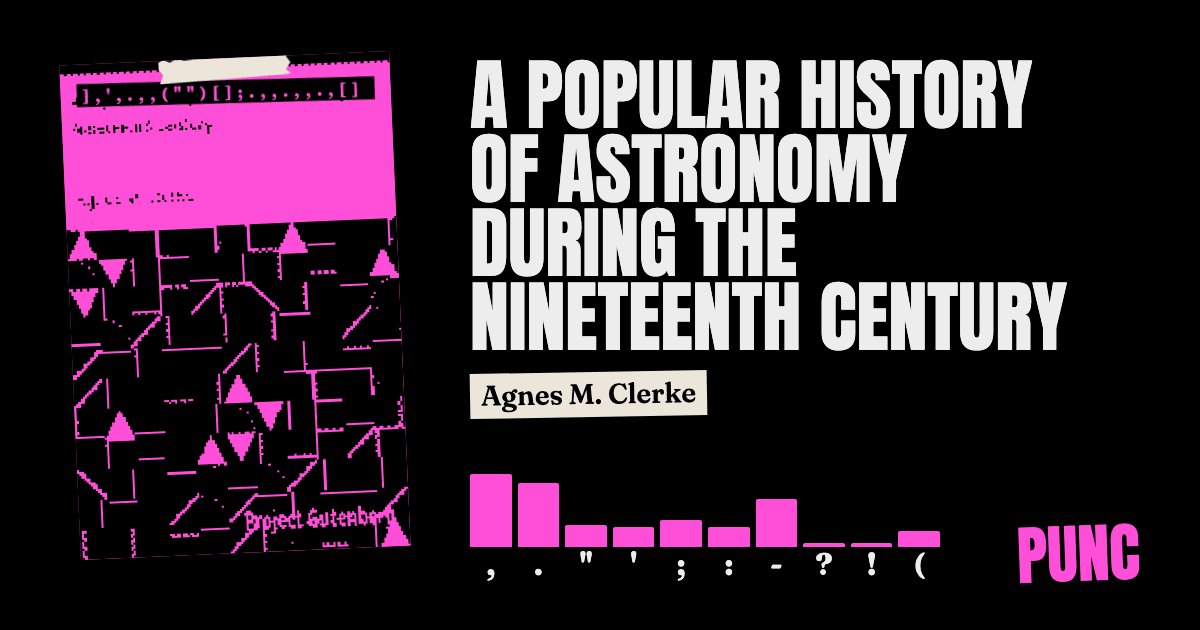 ],',.,,("")[];.,,.,,.,[]
Project Gutenberg
A POPULAR HISTORY
OF ASTRONOMY
DURING THE
NINETEENTH CENTURY
Agnes M. Clerke
, . " ' ; : - ? ! (
PUNC